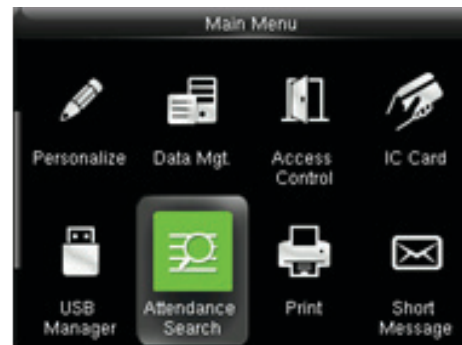 Main Menu
Personalize
Data Mgt.
Access
Control
IC Card
USB
Manager
Attendance
Search
Print
Short
Message